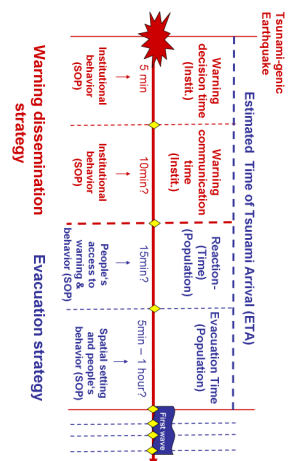 Tsunami-genic
Earthquake
Estimated Time of Tsunami Arrival (ETA)
Warning
decision time
(Instit.)
Warning
communication
time
(Instit.)
Reaction-
(Time)
(Population)
Evacuation Time
(Population)
5 min
10min?
15min?
5min – 1 hour?
First wave
Institutional
behavior
(SOP)
Institutional
behavior
(SOP)
People's
access to
warning &
behavior (SOP)
Spatial setting
and people's
behavior (SOP)
Warning dissemination
strategy
Evacuation strategy